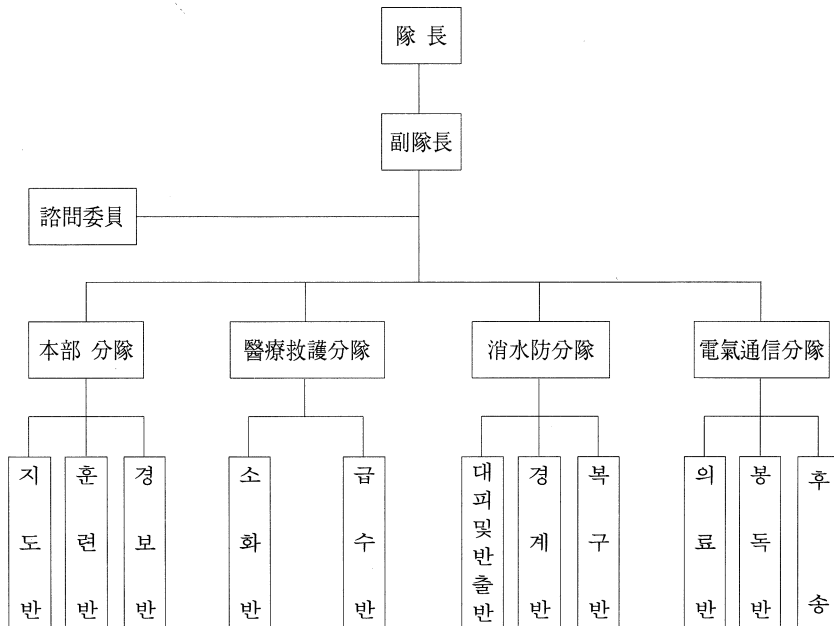 隊 長
副隊長
諮問委員
本部 分隊
醫療救護分隊
消水防分隊
電氣通信分隊
지도반
훈련반
경보반
소화반
급수반
대피및반출반
경계반
복구반
의료반
봉독반
후송